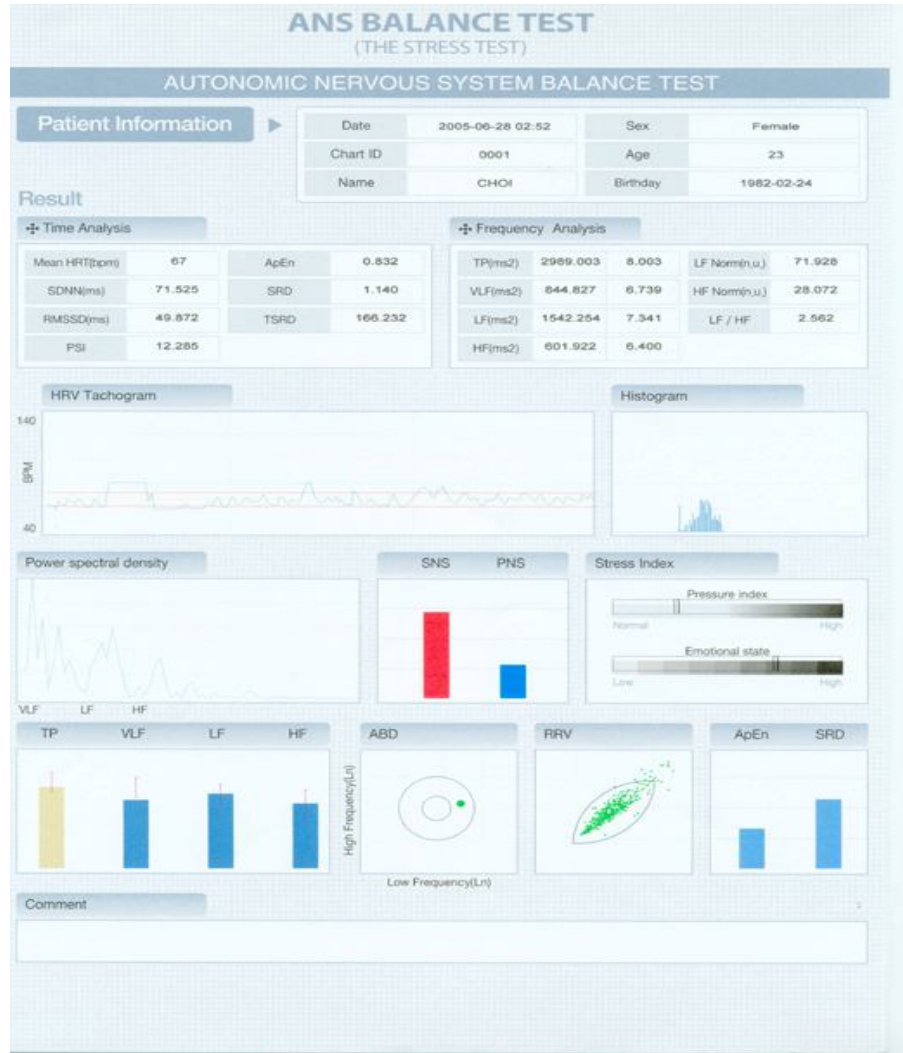 ANS BALANCE TEST
(THE STRESS TEST)
AUTONOMIC NERVOUS SYSTEM BALANCE TEST
Patient Information
Date 2005-06-28 02:52 Sex Female
Chart ID 0001 Age 23
Name CHOI Birthday 1982-02-24
Result
Time Analysis
Mean HRT(bpm) 67 ApEn 0.832
SDNN(ms) 71.525 SRD 1.140
RMSSD(ms) 49.872 TSRD 166.232
PSI 12.285
Frequency Analysis
TP(ms2) 2989.003 8.003 LF Norm(n.u.) 71.928
VLF(ms2) 844.827 6.739 HF Norm(n.u.) 28.072
LF(ms2) 1542.254 7.341 LF / HF 2.562
HF(ms2) 601.922 6.400
HRV Tachogram
140
BPM
40
Histogram
Power spectral density
VLF LF HF
SNS PNS
Stress Index
Pressure index
Normal High
Emotional state
Low High
TP VLF LF HF
ABD
High Frequency(Ln)
Low Frequency(Ln)
RRV
ApEn SRD
Comment